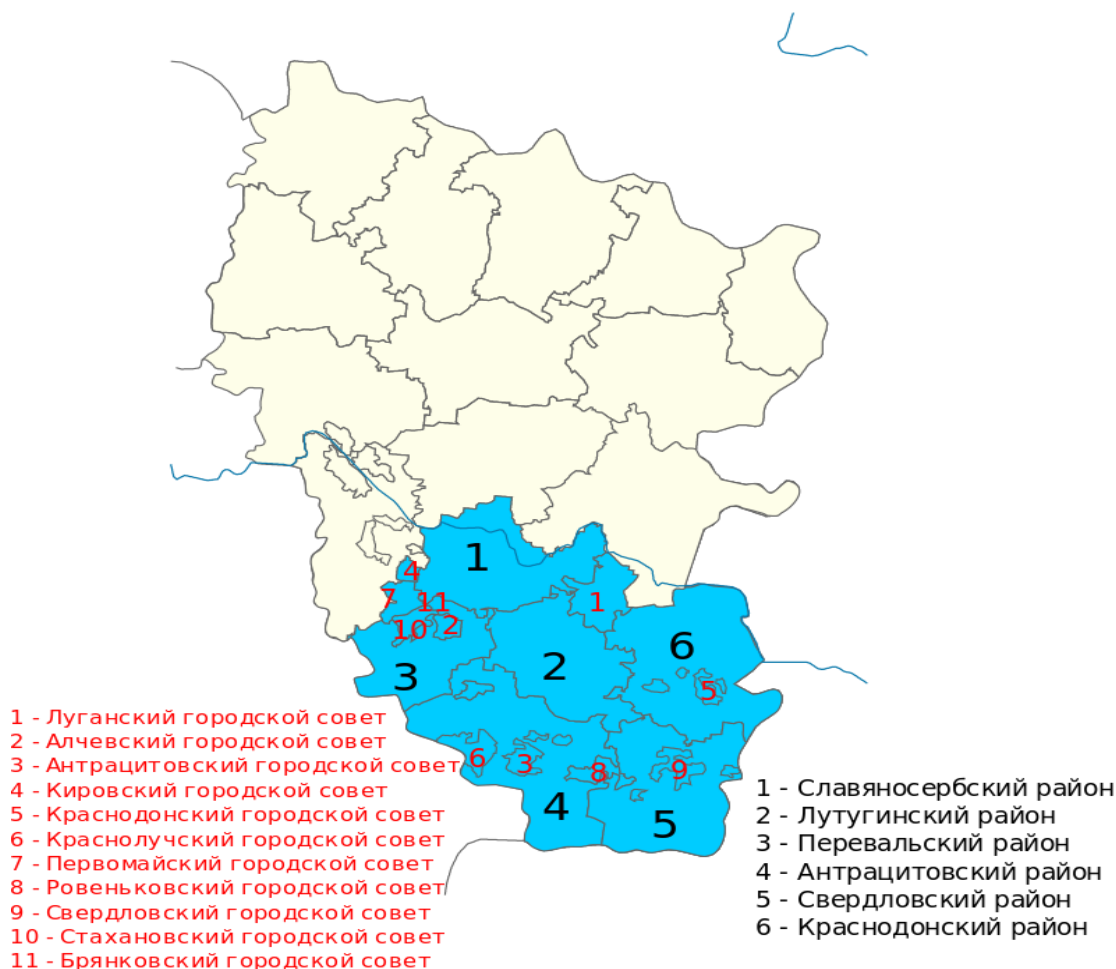 1
4
7
11
1
10
2
2
6
3
5
6
3
8
9
4
5
1 - Луганский городской совет
2 - Алчевский городской совет
3 - Антрацитовский городской совет
4 - Кировский городской совет
5 - Краснодонский городской совет
6 - Краснолучский городской совет
7 - Первомайский городской совет
8 - Ровеньковский городской совет
9 - Свердловский городской совет
10 - Стахановский городской совет
11 - Брянковский городской совет
1 - Славяносербский район
2 - Лутугинский район
3 - Перевальский район
4 - Антрацитовский район
5 - Свердловский район
6 - Краснодонский район